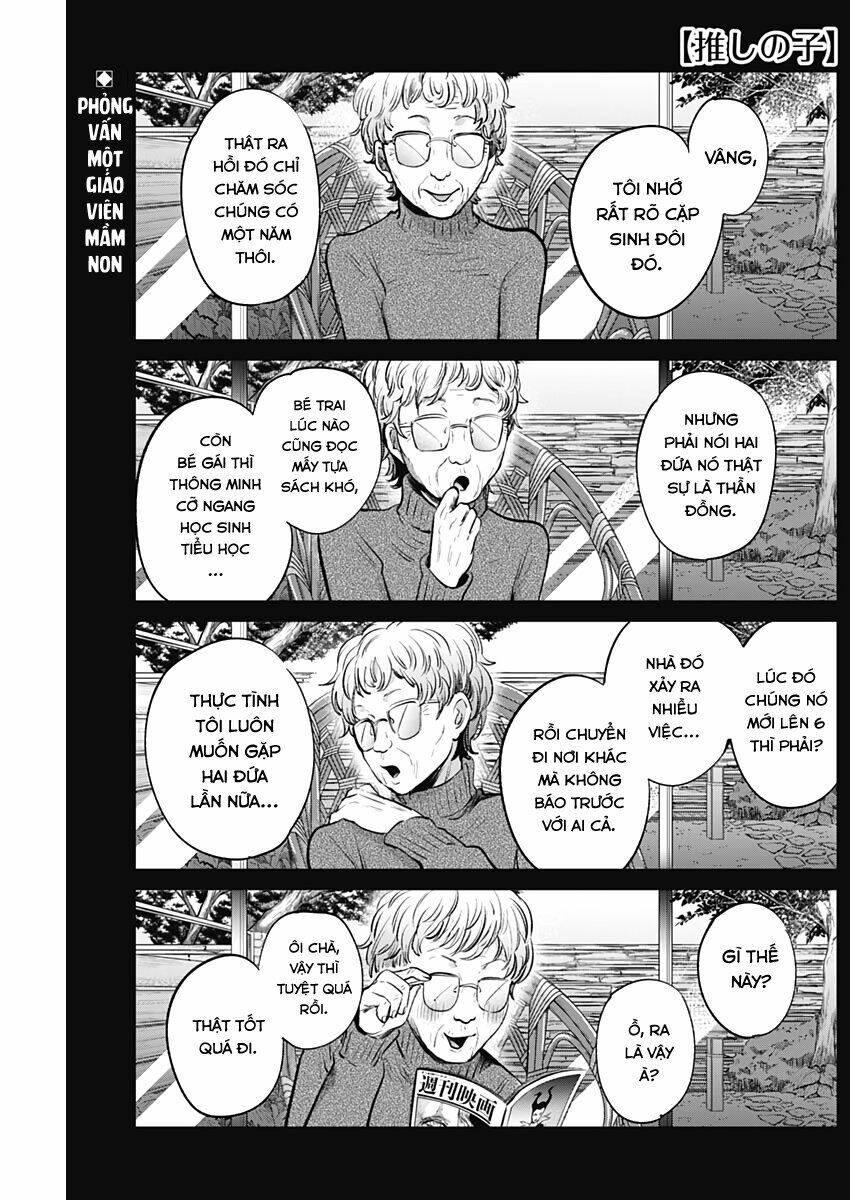 【推しの子】
PHỎNG
VẤN
MỘT
GIÁO
VIÊN
MẦM
NON
VÂNG,
TÔI NHỚ
RẤT RÕ CẶP
SINH ĐÔI
ĐÓ.
THẬT RA
HỒI ĐÓ CHỈ
CHĂM SÓC
CHÚNG CÓ
MỘT NĂM
THÔI.
NHƯNG
PHẢI NÓI HAI
ĐỨA NÓ THẬT
SỰ LÀ THẦN
ĐỒNG.
BÉ TRAI
LÚC NÀO
CŨNG ĐỌC
MẤY TỰA
SÁCH KHÓ,
CÒN
BÉ GÁI THÌ
THÔNG MINH
CỠ NGANG
HỌC SINH
TIỂU HỌC
...
LÚC ĐÓ
CHÚNG NÓ
MỚI LÊN 6
THÌ PHẢI?
NHÀ ĐÓ
XẢY RA
NHIỀU
VIỆC...
RỒI CHUYỂN
ĐI NƠI KHÁC
MÀ KHÔNG
BÁO TRƯỚC
VỚI AI CẢ.
THỰC TÌNH
TÔI LUÔN
MUỐN GẶP
HAI ĐỨA
LẦN NỮA...
GÌ THẾ
NÀY?
Ồ, RA
LÀ VẬY
À?
ÔI CHÀ,
VẬY THÌ
TUYỆT QUÁ
RỒI.
THẬT TỐT
QUÁ ĐI.
週刊映画